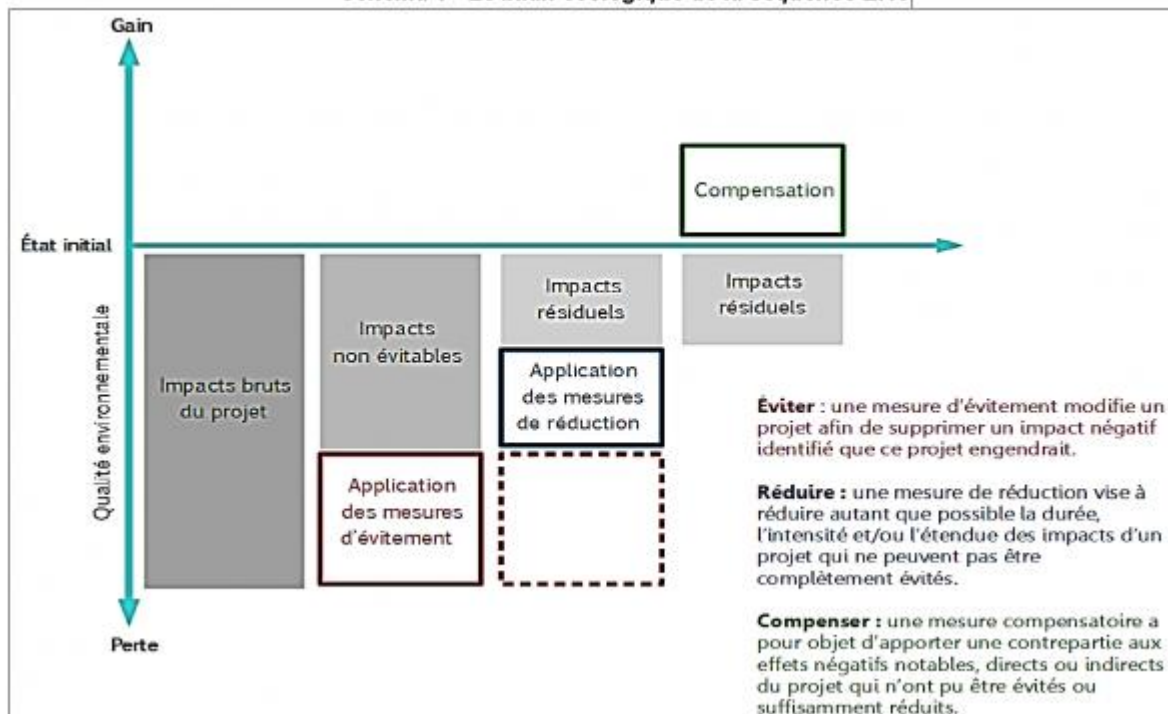 Gain
Compensation
État initial
Impacts bruts
du projet
Impacts
non évitables
Impacts
résiduels
Impacts
résiduels
Application
des mesures
de réduction
Application
des mesures
d'évitement
Qualité environnementale
Perte
Éviter : une mesure d'évitement modifie un
projet afin de supprimer un impact négatif
identifié que ce projet engendrait.
Réduire : une mesure de réduction vise à
réduire autant que possible la durée,
l'intensité et/ou l'étendue des impacts d'un
projet qui ne peuvent pas être
complètement évités.
Compenser : une mesure compensatoire a
pour objet d'apporter une contrepartie aux
effets négatifs notables, directs ou indirects
du projet qui n'ont pu être évités ou
suffisamment réduits.